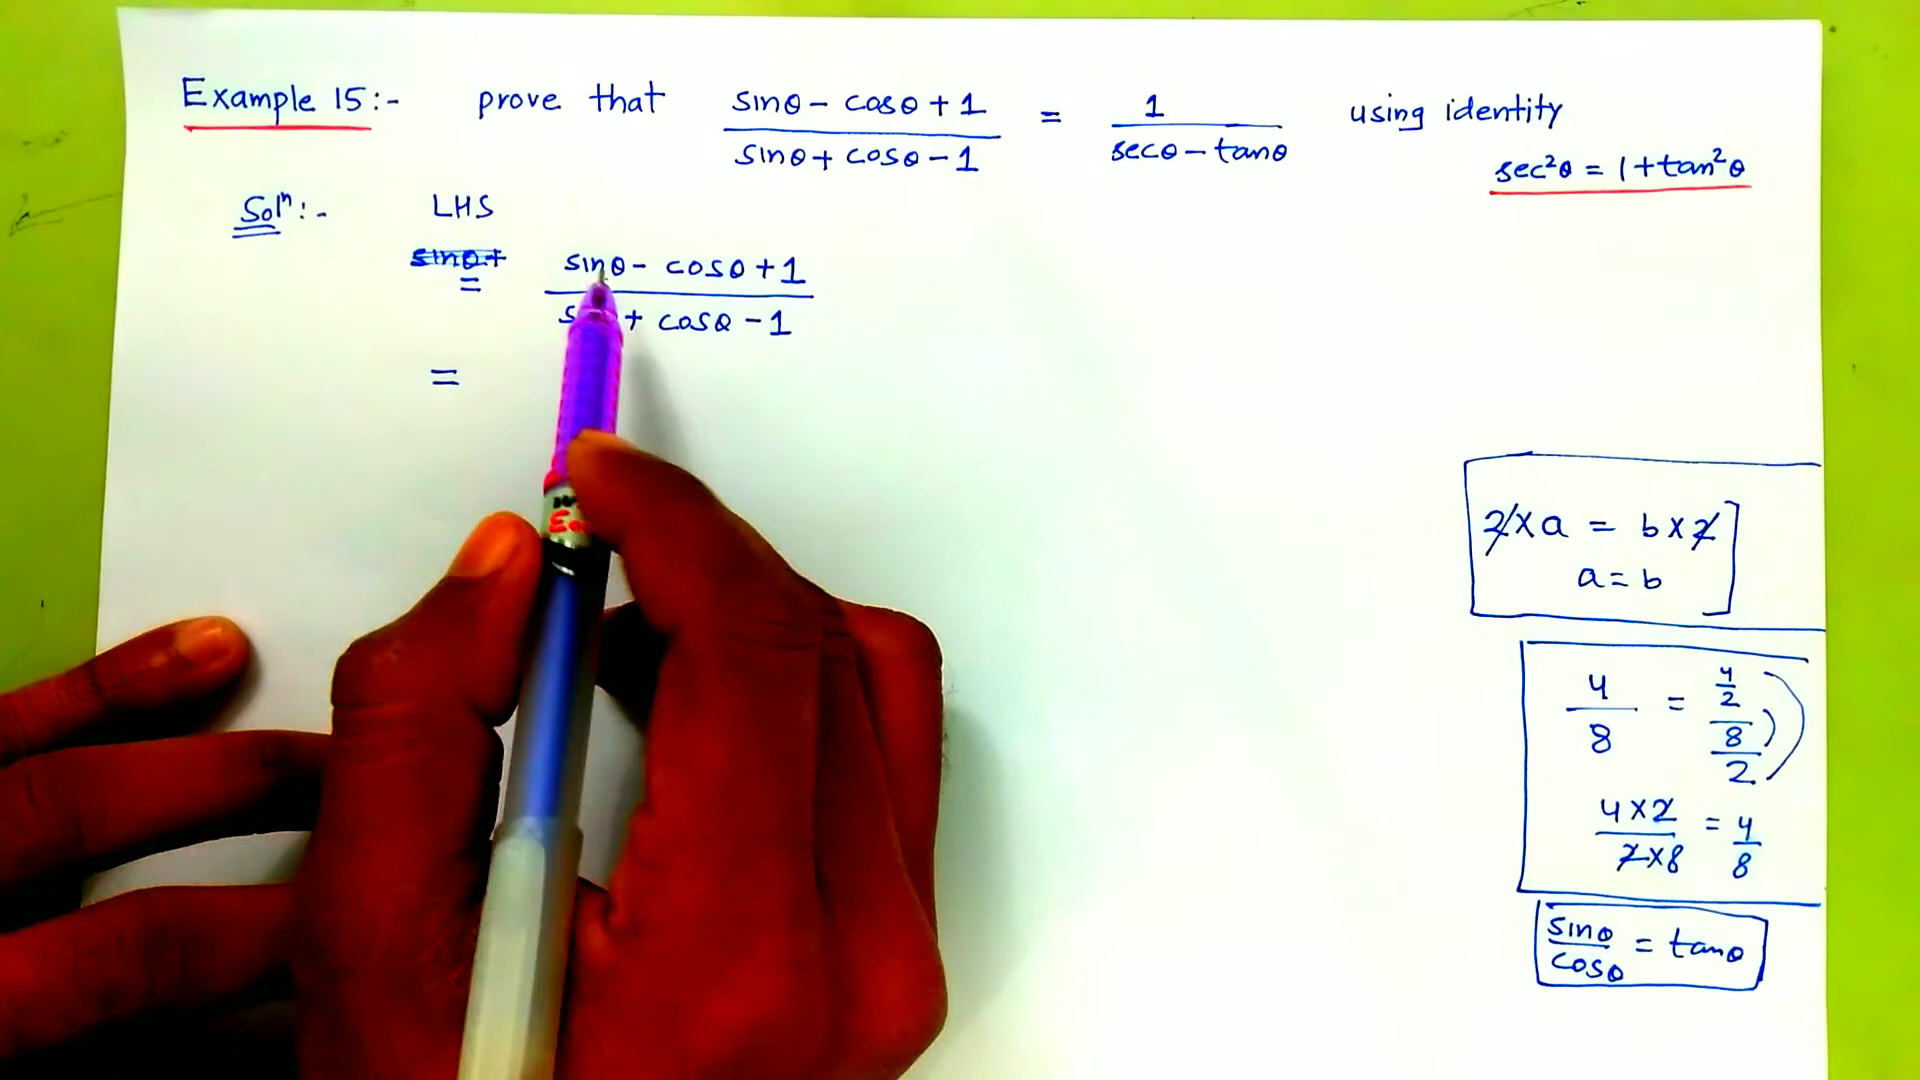 Example 15:- prove that sinθ - cosθ + 1 / sinθ + cosθ - 1 = 1 / secθ - tanθ using identity
sec²θ = 1 + tan²θ
Solⁿ:- LHS
sinθ +
= sinθ - cosθ + 1 / + cosθ - 1
=
2 x a = b x 2
a = b
4 / 8 = 4/2 / 8/2
4 x 2 / 2 x 8 = 4 / 8
sinθ / cosθ = tanθ